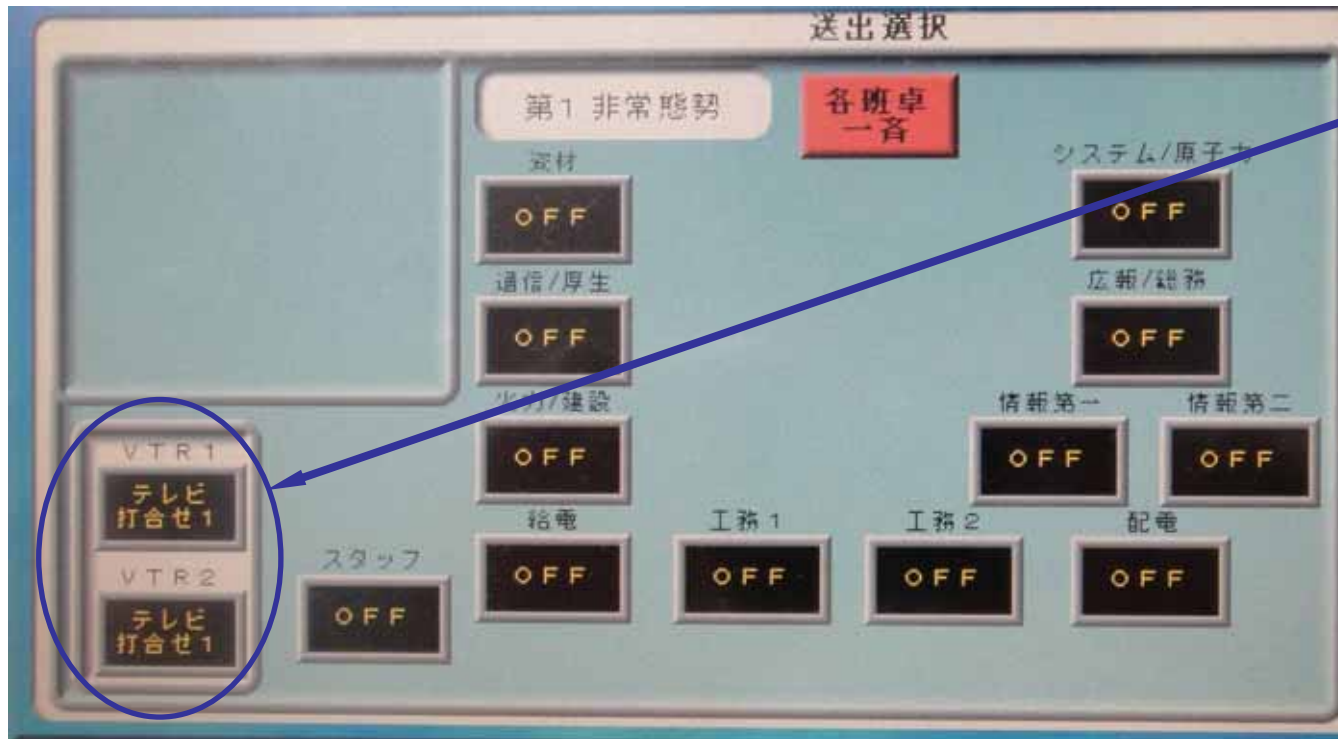 送出選択
第1 非常態勢
各班卓
一斉
資材
OFF
システム/原子力
OFF
通信/厚生
OFF
広報/総務
OFF
火力/建設
OFF
情報第一
OFF
情報第二
OFF
VTR1
テレビ
打合せ1
給電
OFF
工務1
OFF
工務2
OFF
配電
OFF
スタッフ
OFF
VTR2
テレビ
打合せ1